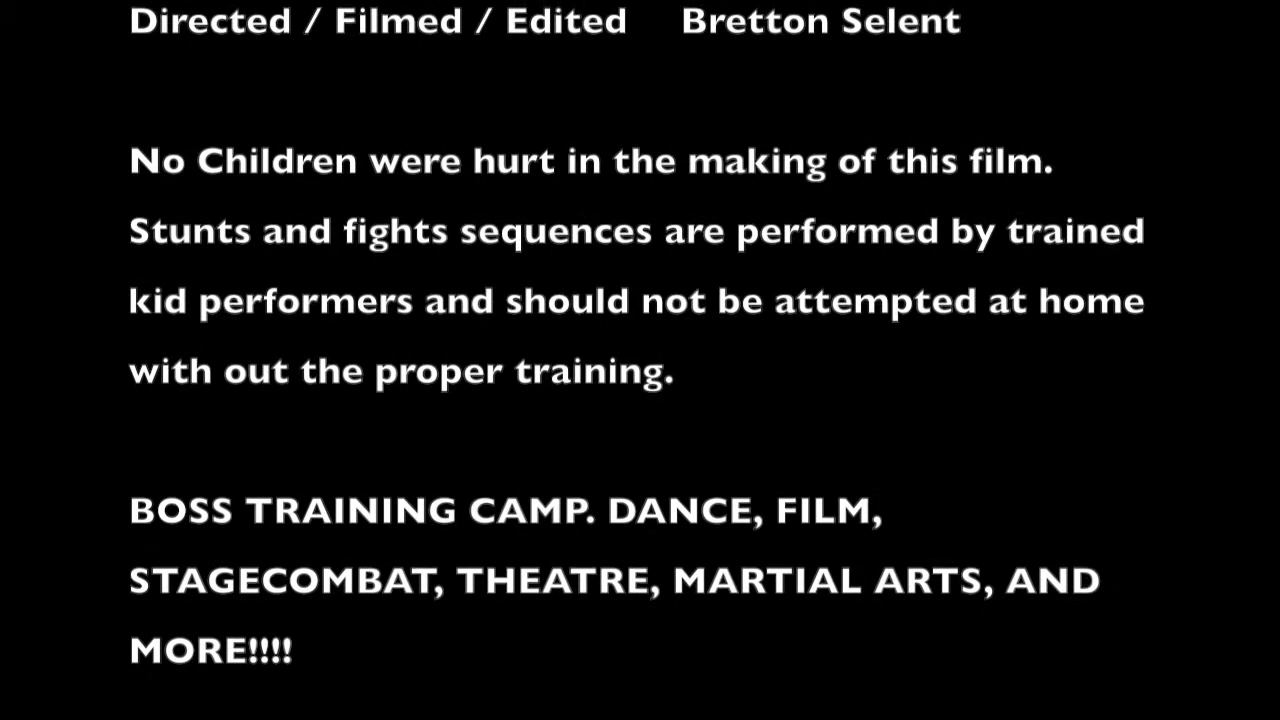 Directed / Filmed / Edited Bretton Selent
No Children were hurt in the making of this film.
Stunts and fights sequences are performed by trained
kid performers and should not be attempted at home
with out the proper training.
BOSS TRAINING CAMP. DANCE, FILM,
STAGECOMBAT, THEATRE, MARTIAL ARTS, AND
MORE!!!!